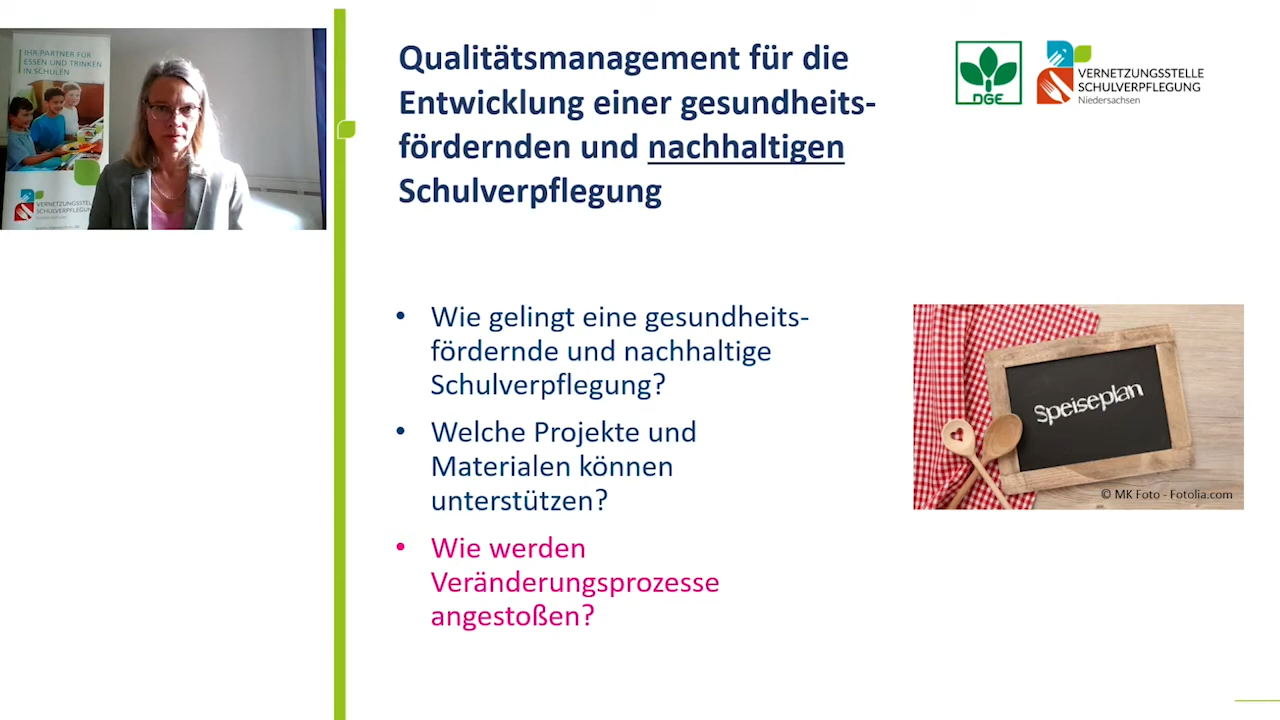 IHR PARTNER FÜR
ESSEN UND TRINKEN
IN SCHULEN
VERNETZUNGSSTELLE
SCHULVERPFLEGUNG
Qualitätsmanagement für die
Entwicklung einer gesundheits-
fördernden und nachhaltigen
Schulverpflegung
DGE
VERNETZUNGSSTELLE
SCHULVERPFLEGUNG
Niedersachsen
• Wie gelingt eine gesundheits-
fördernde und nachhaltige
Schulverpflegung?
• Welche Projekte und
Materialen können
unterstützen?
• Wie werden
Veränderungsprozesse
angestoßen?
Speiseplan
© MK Foto - Fotolia.com